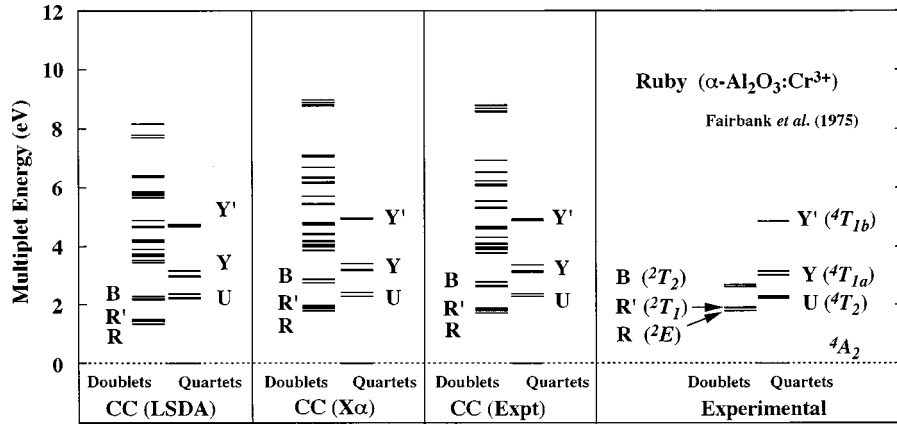 12
10
8
6
4
2
0
Multiplet Energy (eV)
Y'
Y
B
U
R'
R
Doublets Quartets
CC (LSDA)
Y'
Y
B
U
R'
R
Doublets Quartets
CC (Xα)
Y'
Y
B
U
R'
R
Doublets Quartets
CC (Expt)
Ruby (α-Al₂O₃:Cr³⁺)
Fairbank et al. (1975)
Y' (⁴T₁b)
B (²T₂)
Y (⁴T₁a)
R' (²T₁)
U (⁴T₂)
R (²E)
⁴A₂
Doublets Quartets
Experimental